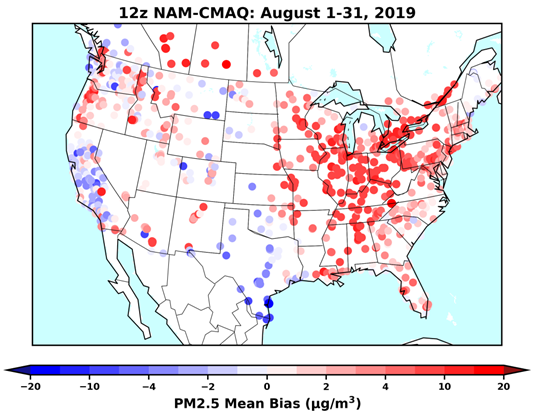 12z NAM-CMAQ: August 1-31, 2019
−20 −10 −4 −2 0 2 4 10 20
PM2.5 Mean Bias (μg/m³)